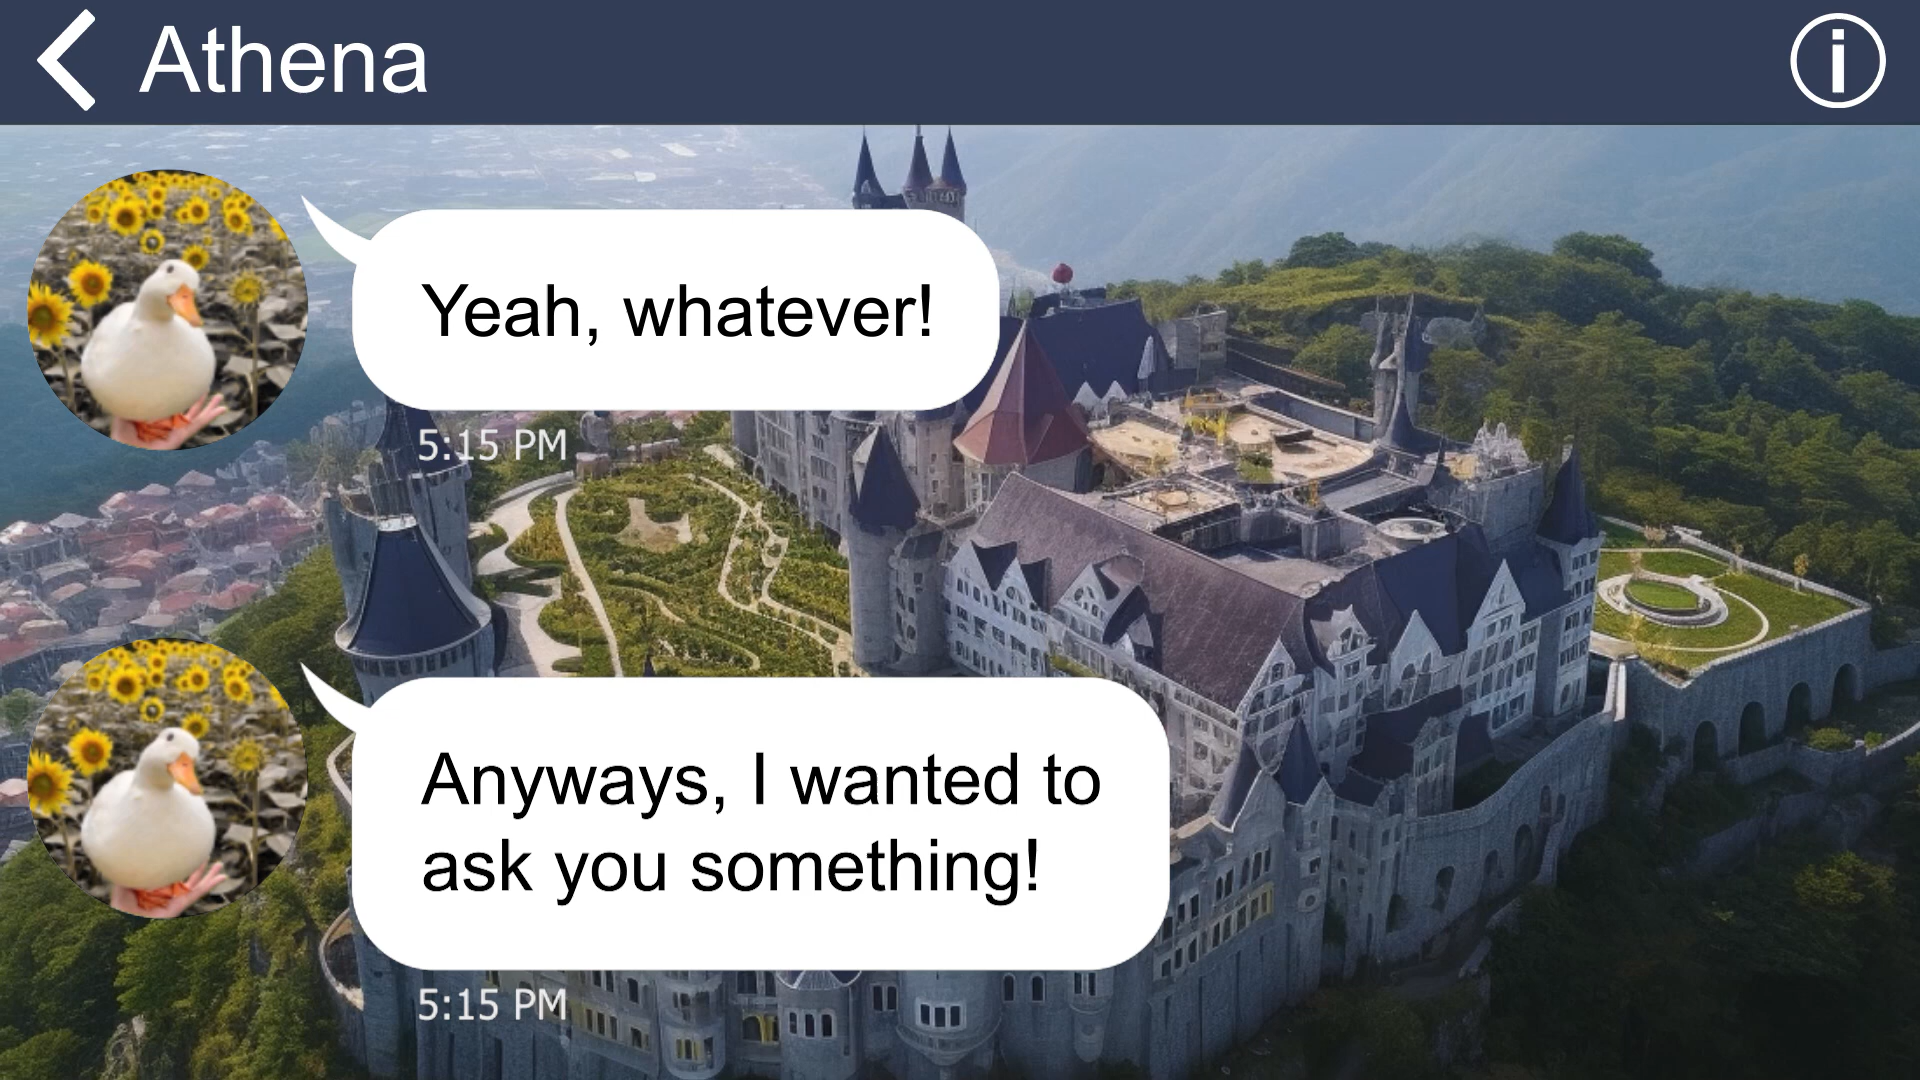 Athena
Yeah, whatever!
5:15 PM
Anyways, I wanted to
ask you something!
5:15 PM